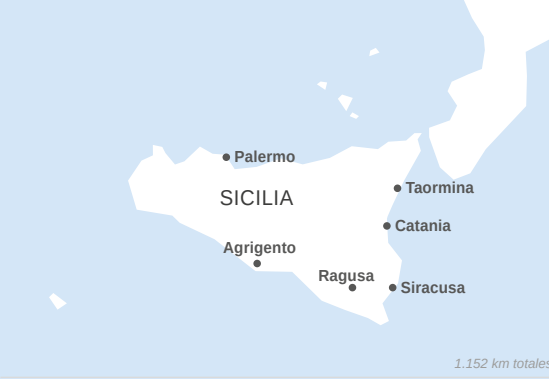 Palermo
Taormina
SICILIA
Catania
Agrigento
Ragusa
Siracusa
1.152 km totales